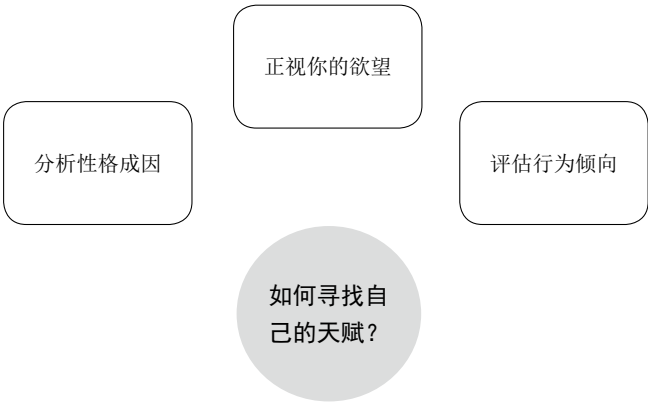 正视你的欲望
分析性格成因
评估行为倾向
如何寻找自
己的天赋？